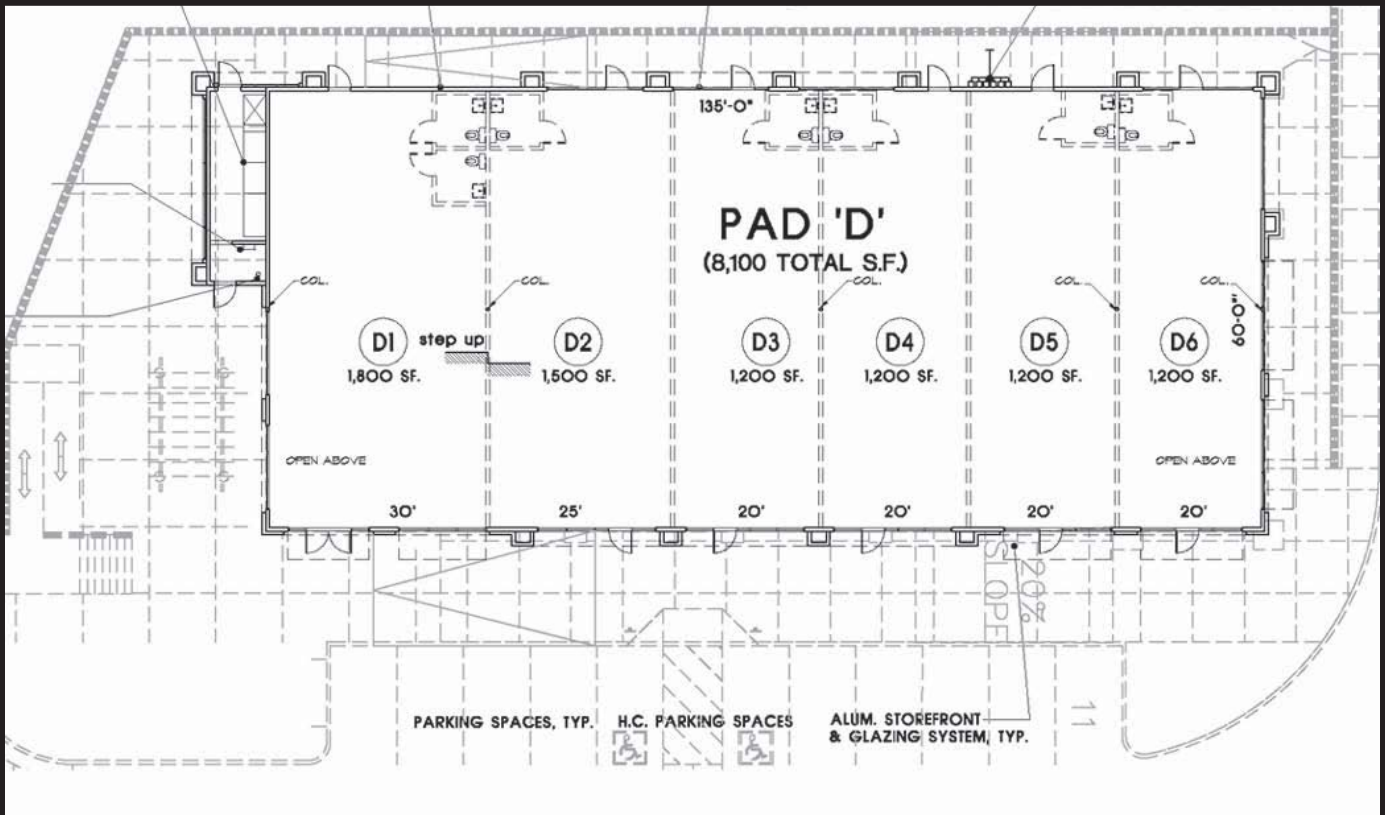 135'-0"
PAD 'D'
(8,100 TOTAL S.F.)
COL.
COL.
COL.
COL.
COL.
60'-0"
D1
step up
D2
D3
D4
D5
D6
1,800 SF.
1,500 SF.
1,200 SF.
1,200 SF.
1,200 SF.
1,200 SF.
OPEN ABOVE
OPEN ABOVE
30'
25'
20'
20'
20'
20'
20%
SLOPE
PARKING SPACES, TYP.
H.C. PARKING SPACES
ALUM. STOREFRONT
& GLAZING SYSTEM, TYP.
11